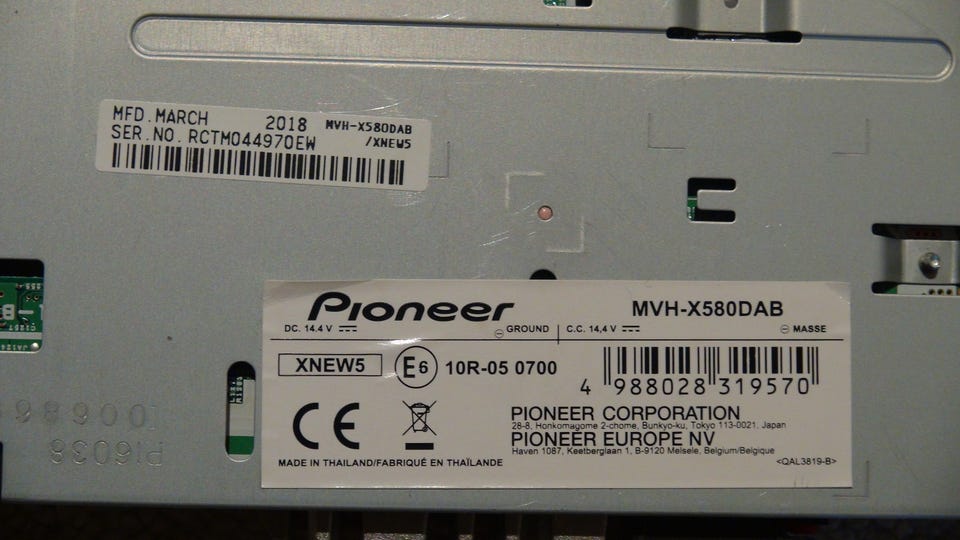 MFD. MARCH 2018 MVH-X580DAB
SER.NO. RCTM044970EW /XNEW5
Pioneer MVH-X580DAB
DC. 14,4 V ⎓ ⊖ GROUND C.C. 14,4 V ⎓ ⊖ MASSE
XNEW5 E6 10R-05 0700
4 988028 319570
CE
PIONEER CORPORATION
28-8, Honkomagome 2-chome, Bunkyo-ku, Tokyo 113-0021, Japan
PIONEER EUROPE NV
Haven 1087, Keetberglaan 1, B-9120 Melsele, Belgium/Belgique
MADE IN THAILAND/FABRIQUÉ EN THAÏLANDE <QAL3819-B>